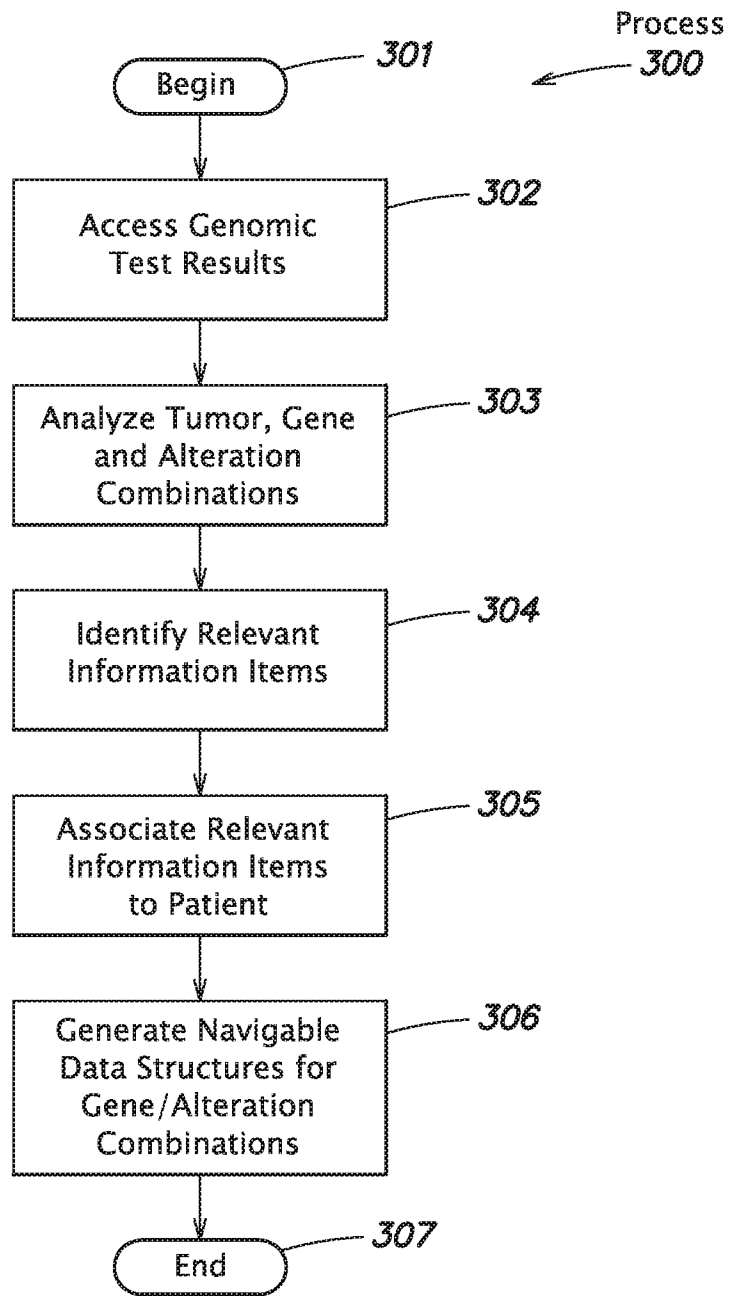 Process
300
Begin
301
Access Genomic
Test Results
302
Analyze Tumor, Gene
and Alteration
Combinations
303
Identify Relevant
Information Items
304
Associate Relevant
Information Items
to Patient
305
Generate Navigable
Data Structures for
Gene/Alteration
Combinations
306
End
307